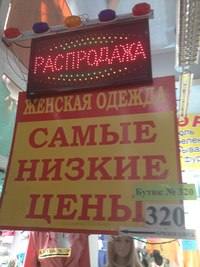 РАСПРОДАЖА
ЖЕНСКАЯ ОДЕЖДА
САМЫЕ
НИЗКИЕ
Бутик № 320
ЦЕНЫ
320